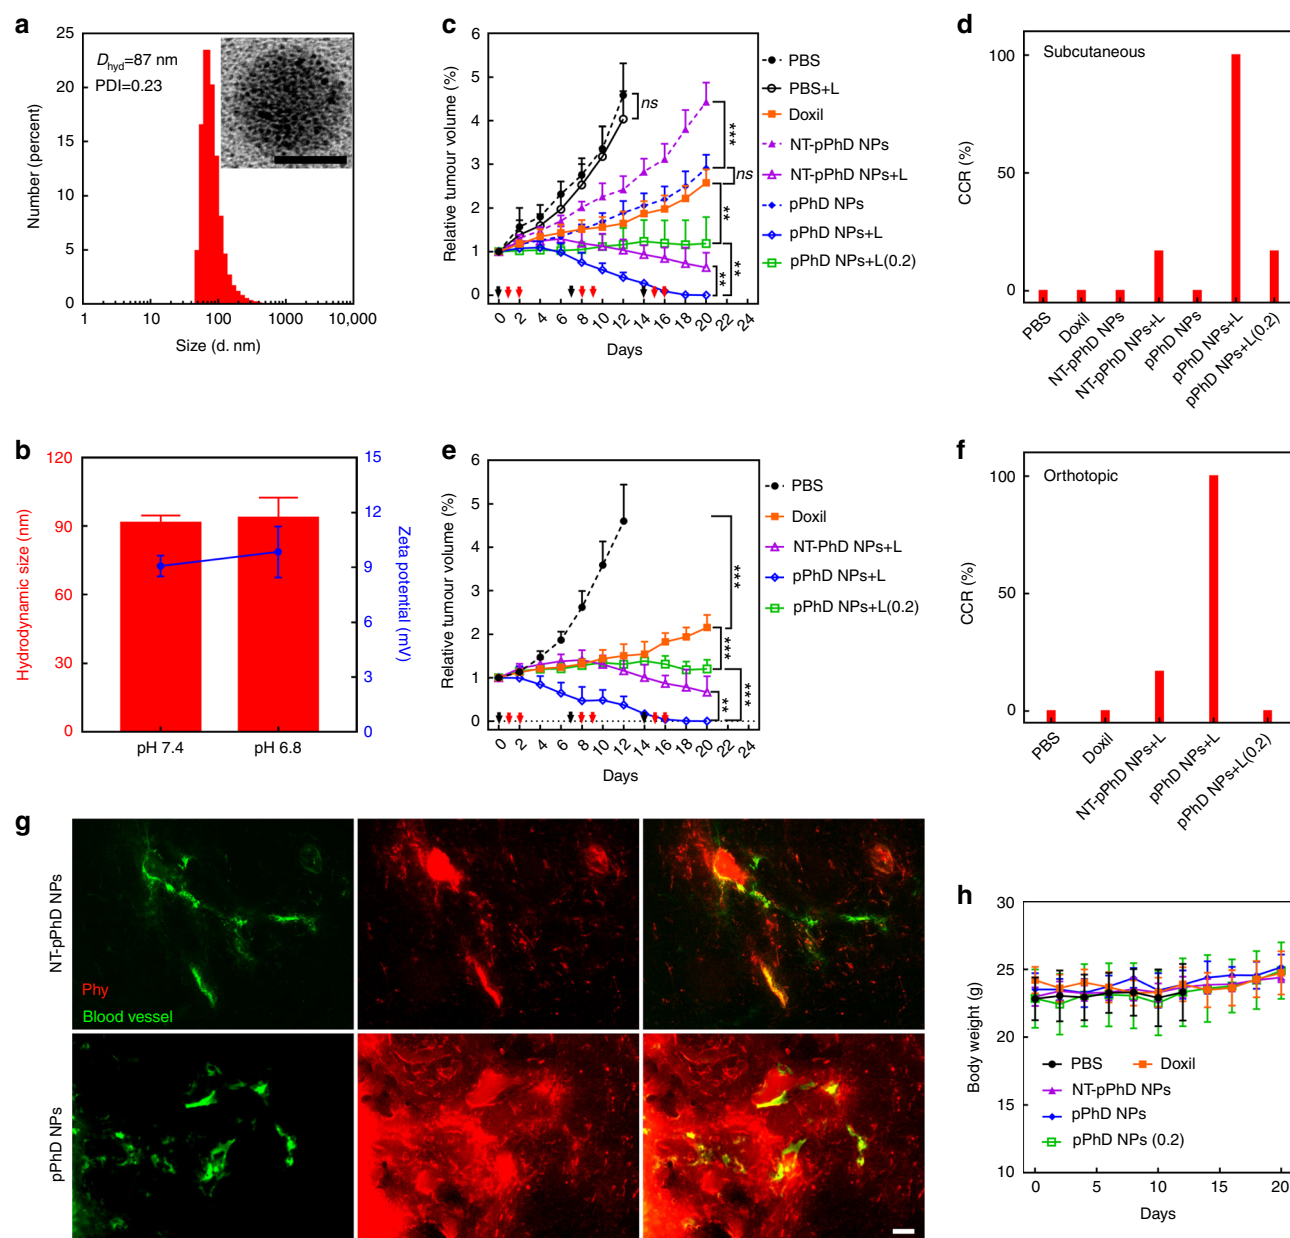 a
Number (percent)
25
20
15
10
5
0
D hyd=87 nm
PDI=0.23
1
10
100
1000
10,000
Size (d. nm)
c
Relative tumour volume (%)
6
5
4
3
2
1
0
ns
***
ns
**
**
**
0 2 4 6 8 10 12 14 16 18 20 22 24
Days
PBS
PBS+L
Doxil
NT-pPhD NPs
NT-pPhD NPs+L
pPhD NPs
pPhD NPs+L
pPhD NPs+L(0.2)
d
CCR (%)
100
50
0
Subcutaneous
PBS
Doxil
NT-pPhD NPs
NT-pPhD NPs+L
pPhD NPs
pPhD NPs+L
pPhD NPs+L(0.2)
b
Hydrodynamic size (nm)
120
90
60
30
0
15
12
9
6
3
0
Zeta potential (mV)
pH 7.4
pH 6.8
e
Relative tumour volume (%)
6
5
4
3
2
1
0
***
***
***
**
0 2 4 6 8 10 12 14 16 18 20 22 24
Days
PBS
Doxil
NT-PhD NPs+L
pPhD NPs+L
pPhD NPs+L(0.2)
f
CCR (%)
100
50
0
Orthotopic
PBS
Doxil
NT-pPhD NPs+L
pPhD NPs+L
pPhD NPs+L(0.2)
g
NT-pPhD NPs
Phy
Blood vessel
pPhD NPs
h
Body weight (g)
30
25
20
15
10
PBS
Doxil
NT-pPhD NPs
pPhD NPs
pPhD NPs (0.2)
0 5 10 15 20
Days